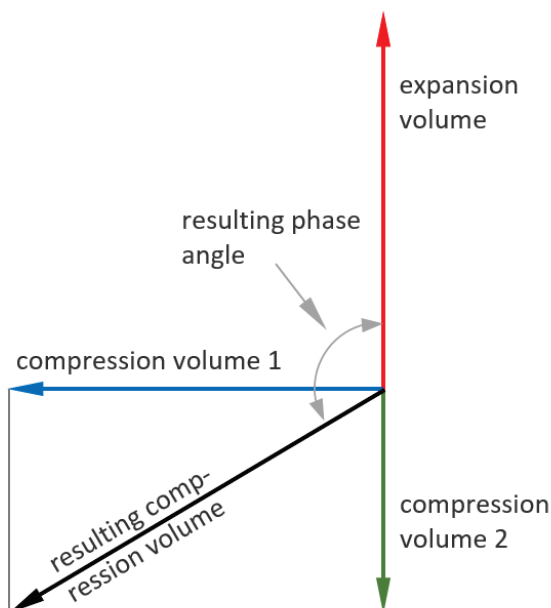 expansion
volume
resulting phase
angle
compression volume 1
resulting comp-
ression volume
compression
volume 2